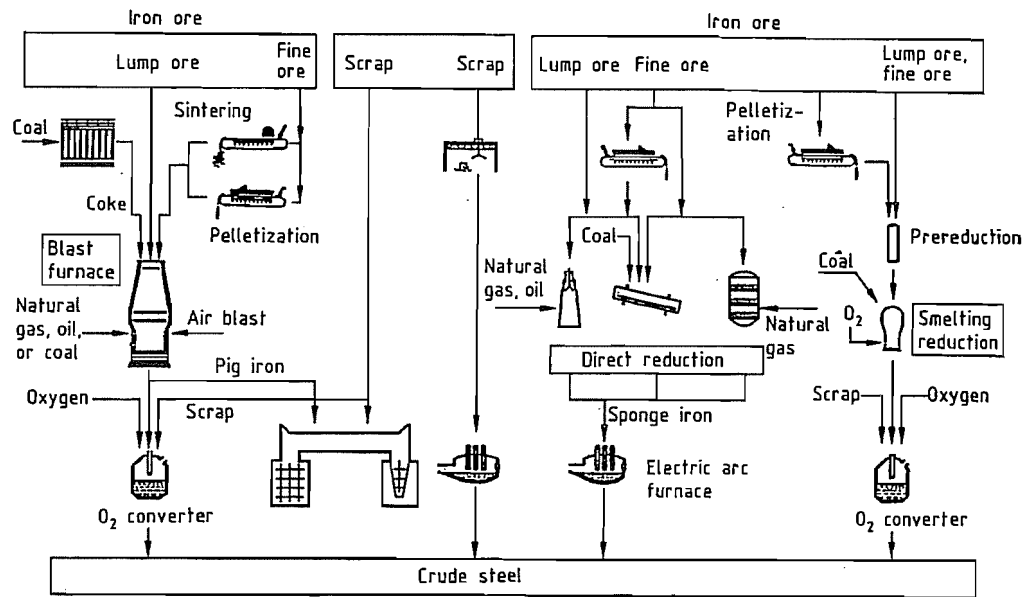 Iron ore
Iron ore
Lump ore
Fine
ore
Scrap
Scrap
Lump ore Fine ore
Lump ore,
fine ore
Coal
Sintering
Pelletiz-
ation
Coke
Pelletization
Blast
furnace
Natural
gas, oil,
or coal
Air blast
Coal
Natural
gas, oil
Natural
gas
Prereduction
Coal
O₂
Smelting
reduction
Pig iron
Direct reduction
Oxygen
Scrap
Sponge iron
Scrap
Oxygen
Electric arc
furnace
O₂ converter
O₂ converter
Crude steel